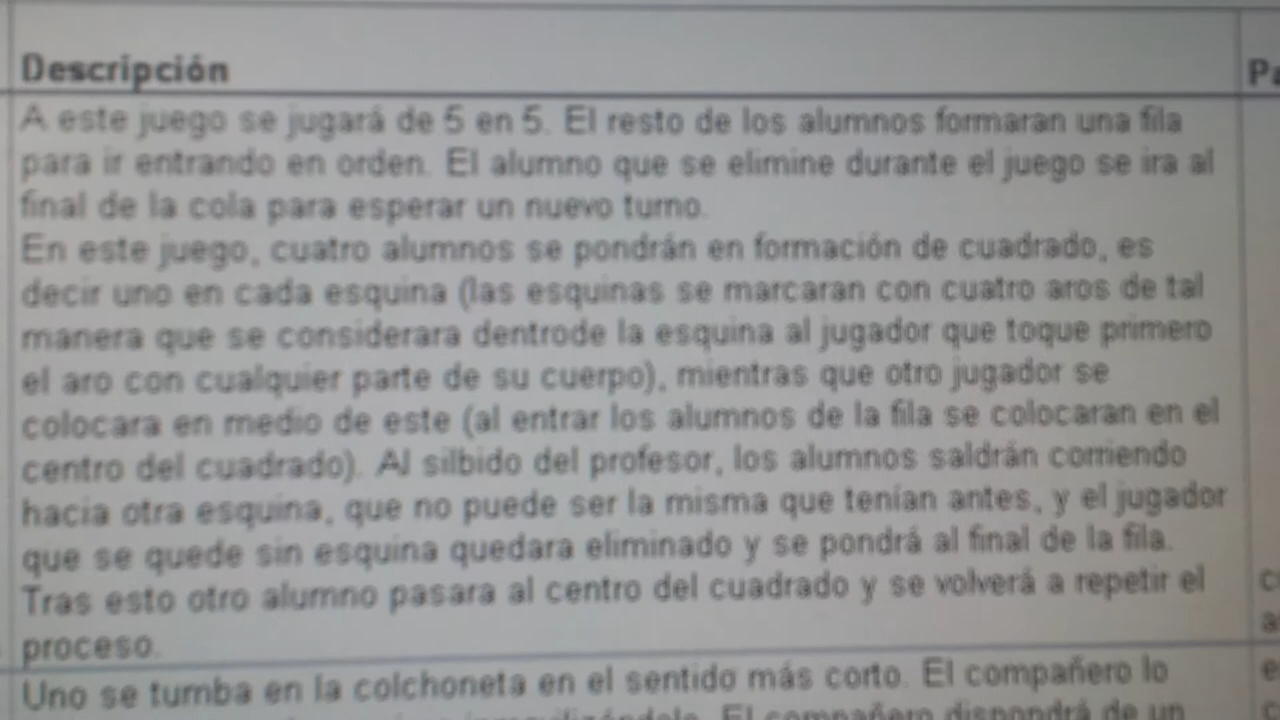 Descripción
Pa
A este juego se jugará de 5 en 5. El resto de los alumnos formaran una fila
para ir entrando en orden. El alumno que se elimine durante el juego se ira al
final de la cola para esperar un nuevo turno.
En este juego, cuatro alumnos se pondrán en formación de cuadrado, es
decir uno en cada esquina (las esquinas se marcaran con cuatro aros de tal
manera que se considerara dentrode la esquina al jugador que toque primero
el aro con cualquier parte de su cuerpo), mientras que otro jugador se
colocara en medio de este (al entrar los alumnos de la fila se colocaran en el
centro del cuadrado). Al silbido del profesor, los alumnos saldrán corriendo
hacia otra esquina, que no puede ser la misma que tenían antes, y el jugador
que se quede sin esquina quedara eliminado y se pondrá al final de la fila.
Tras esto otro alumno pasara al centro del cuadrado y se volverá a repetir el
proceso.
Uno se tumba en la colchoneta en el sentido más corto. El compañero lo
El compañero dispondrá de un